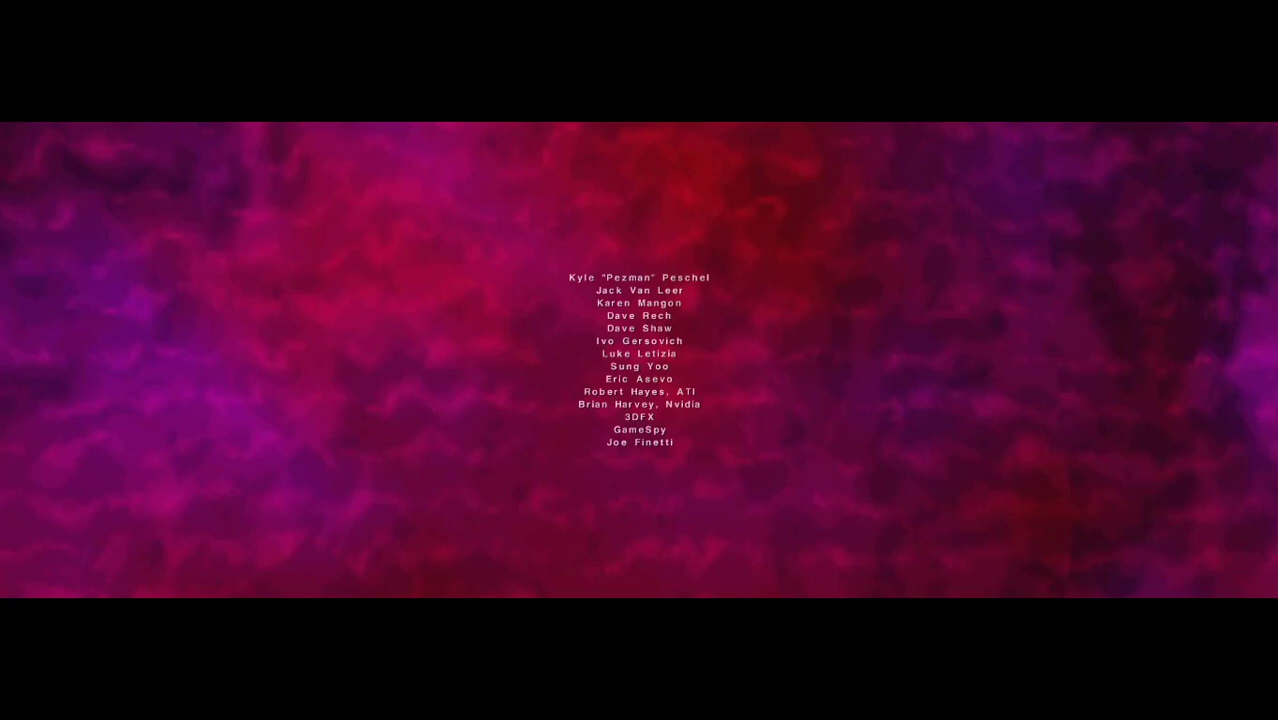 Kyle "Pezman" Peschel
Jack Van Leer
Karen Mangon
Dave Rech
Dave Shaw
Ivo Gersovich
Luke Letizia
Sung Yoo
Eric Asevo
Robert Hayes, ATI
Brian Harvey, Nvidia
3DFX
GameSpy
Joe Finetti